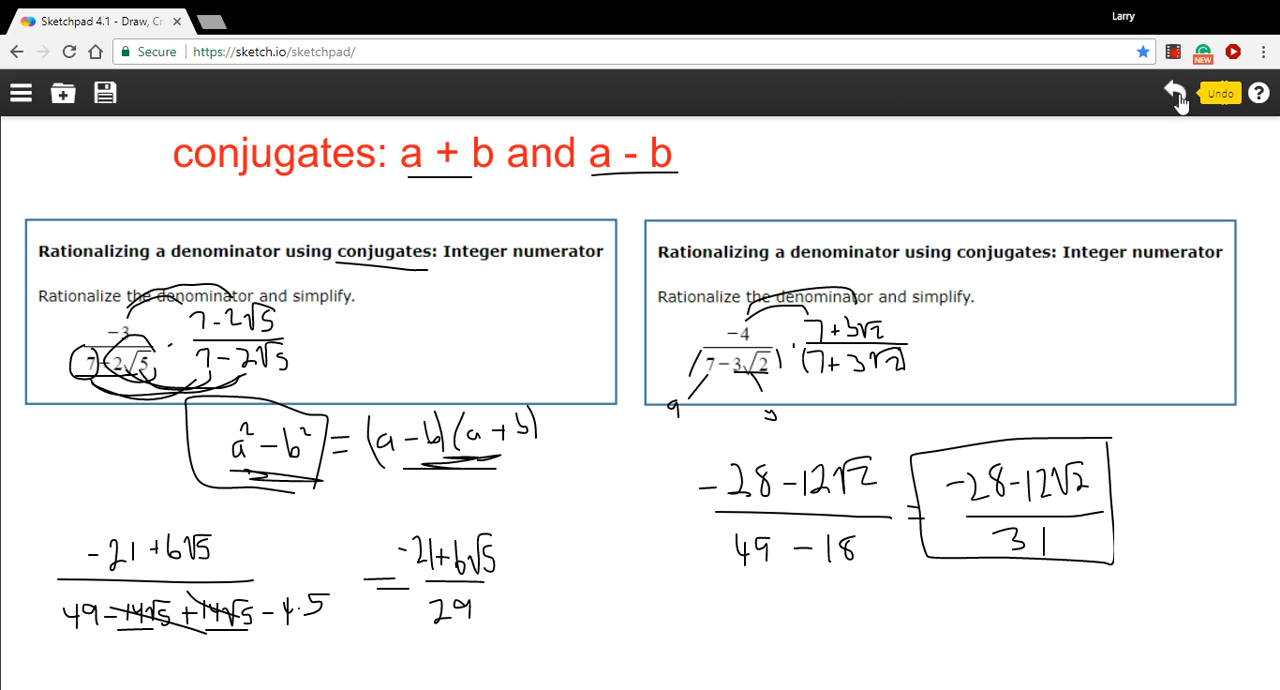 Larry
Sketchpad 4.1 - Draw, Cr
Secure https://sketch.io/sketchpad/
NEW
Undo
?
conjugates: a + b and a - b
Rationalizing a denominator using conjugates: Integer numerator
Rationalize the denominator and simplify.
-3 / 7+2√5 · 7-2√5 / 7-2√5
a² - b² = (a - b)(a + b)
-21+6√5 / 49-14√5+14√5-4·5 = -21+6√5 / 29
Rationalizing a denominator using conjugates: Integer numerator
Rationalize the denominator and simplify.
-4 / (7-3√2) · 7+3√2 / (7+3√2)
-28-12√2 / 49-18 = -28-12√2 / 31